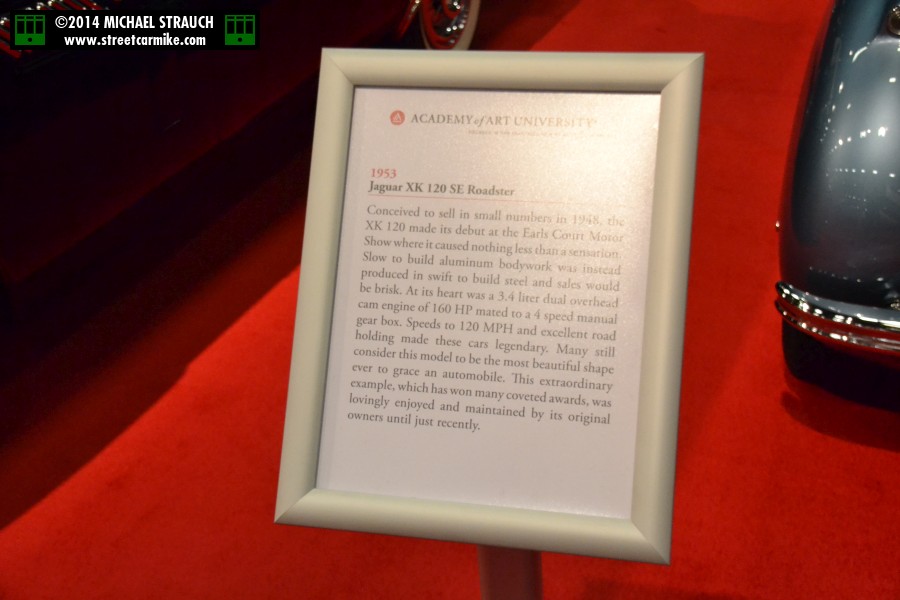 ©2014 MICHAEL STRAUCH
www.streetcarmike.com
ACADEMY of ART UNIVERSITY
1953
Jaguar XK 120 SE Roadster
Conceived to sell in small numbers in 1948, the
XK 120 made its debut at the Earls Court Motor
Show where it caused nothing less than a sensation.
Slow to build aluminum bodywork was instead
produced in swift to build steel and sales would
be brisk. At its heart was a 3.4 liter dual overhead
cam engine of 160 HP mated to a 4 speed manual
gear box. Speeds to 120 MPH and excellent road
holding made these cars legendary. Many still
consider this model to be the most beautiful shape
ever to grace an automobile. This extraordinary
example, which has won many coveted awards, was
lovingly enjoyed and maintained by its original
owners until just recently.